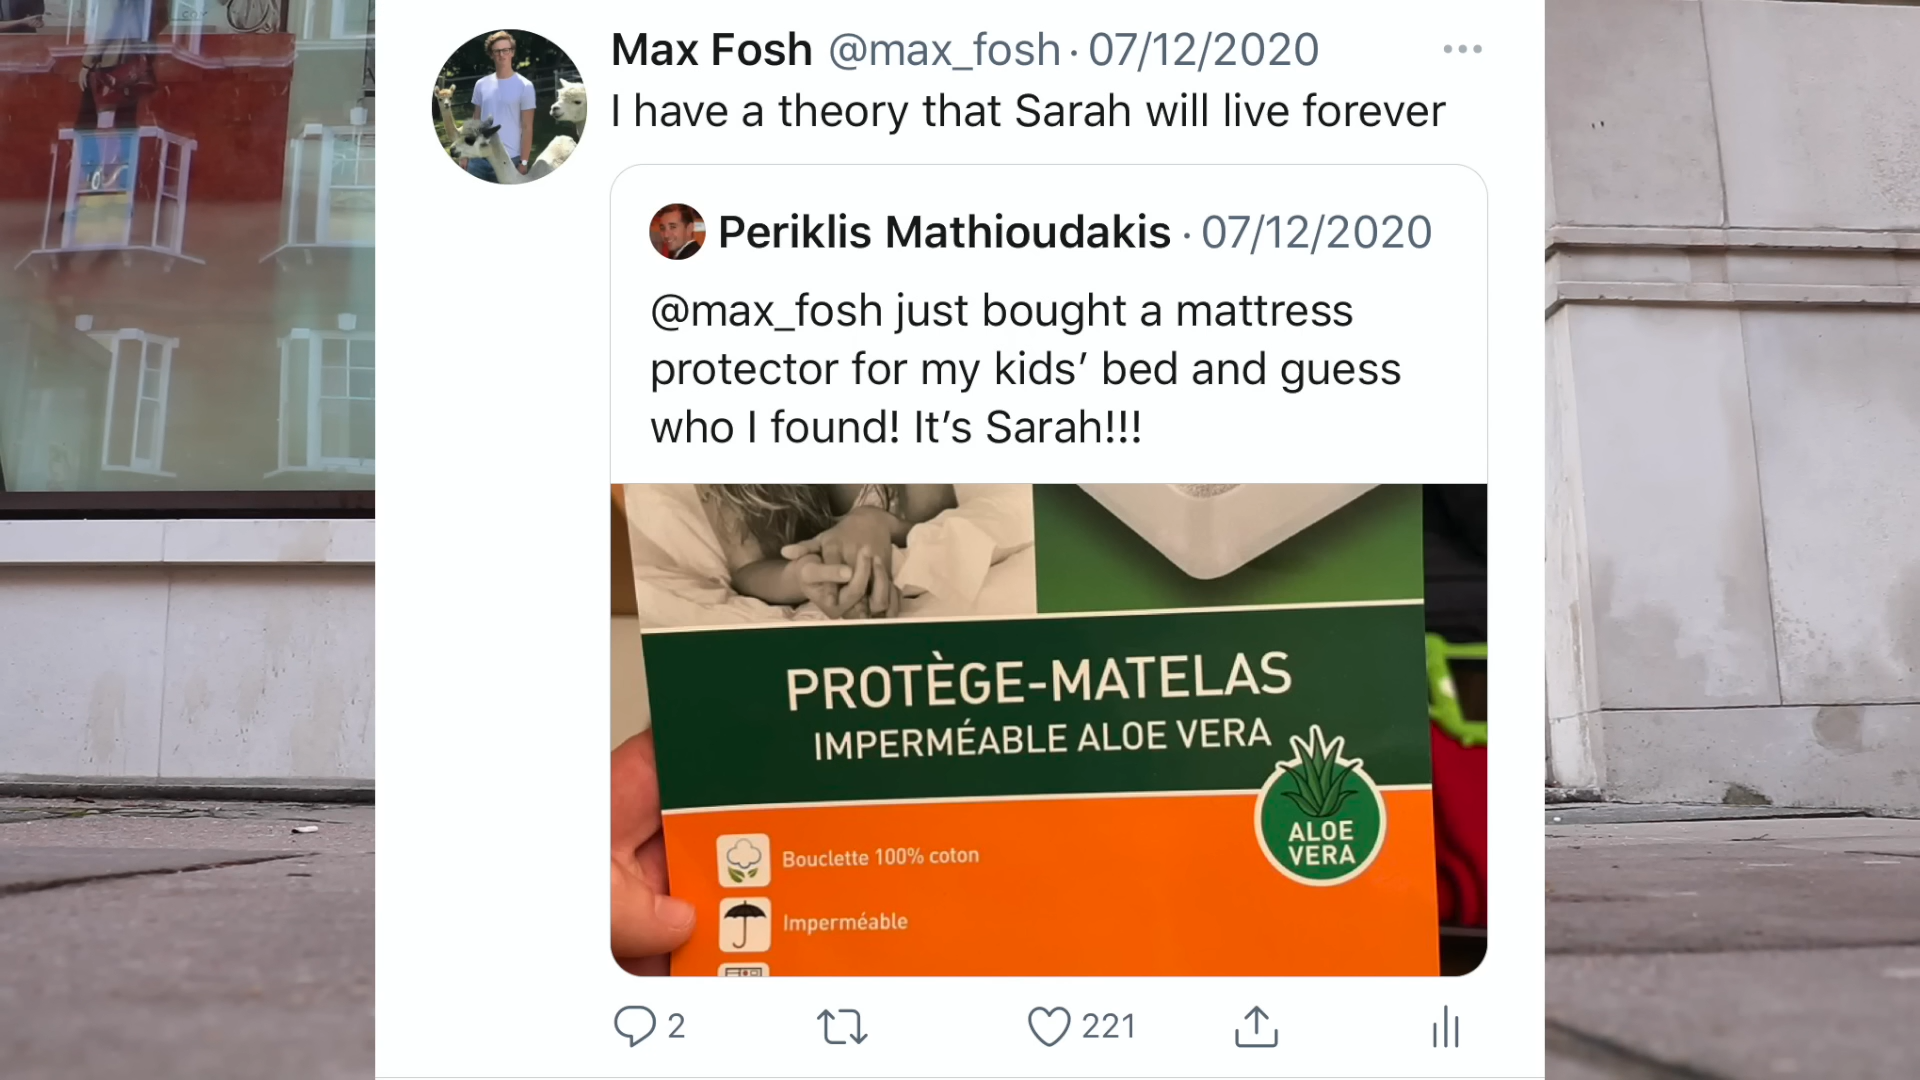 Max Fosh @max_fosh · 07/12/2020
I have a theory that Sarah will live forever
Periklis Mathioudakis · 07/12/2020
@max_fosh just bought a mattress
protector for my kids’ bed and guess
who I found! It’s Sarah!!!
PROTÈGE-MATELAS
IMPERMÉABLE ALOE VERA
ALOE
VERA
Bouclette 100% coton
Imperméable
2
221